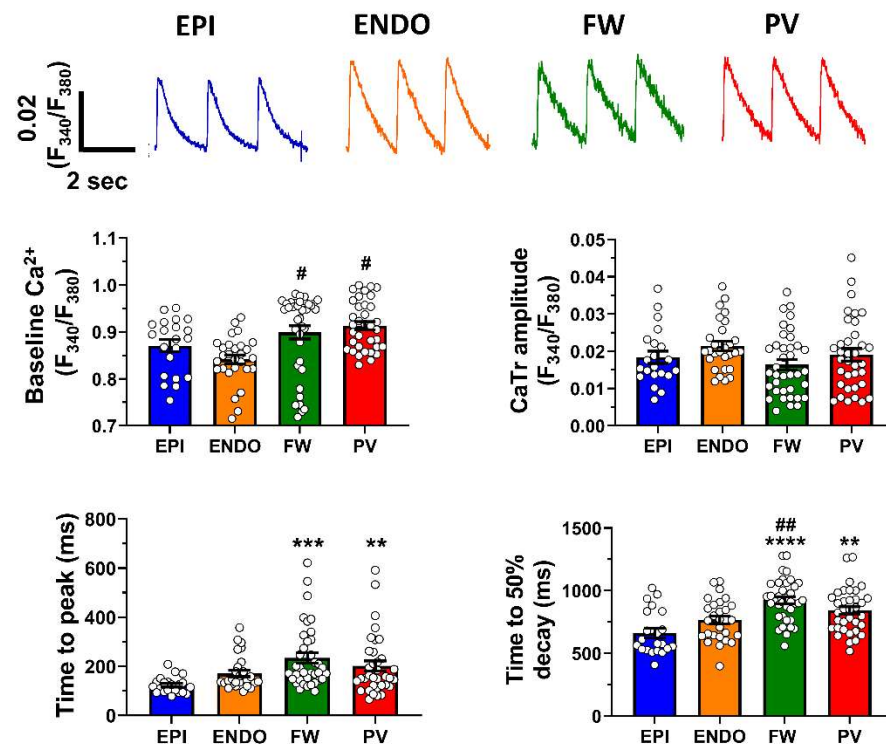 EPI ENDO FW PV
0.02
(F340/F380)
2 sec
Baseline Ca2+
(F340/F380)
1.1
1.0
0.9
0.8
0.7
#
#
EPI ENDO FW PV
CaTr amplitude
(F340/F380)
0.05
0.04
0.03
0.02
0.01
0.00
EPI ENDO FW PV
Time to peak (ms)
800
600
400
200
0
***
**
EPI ENDO FW PV
Time to 50%
decay (ms)
1500
1000
500
0
##
****
**
EPI ENDO FW PV